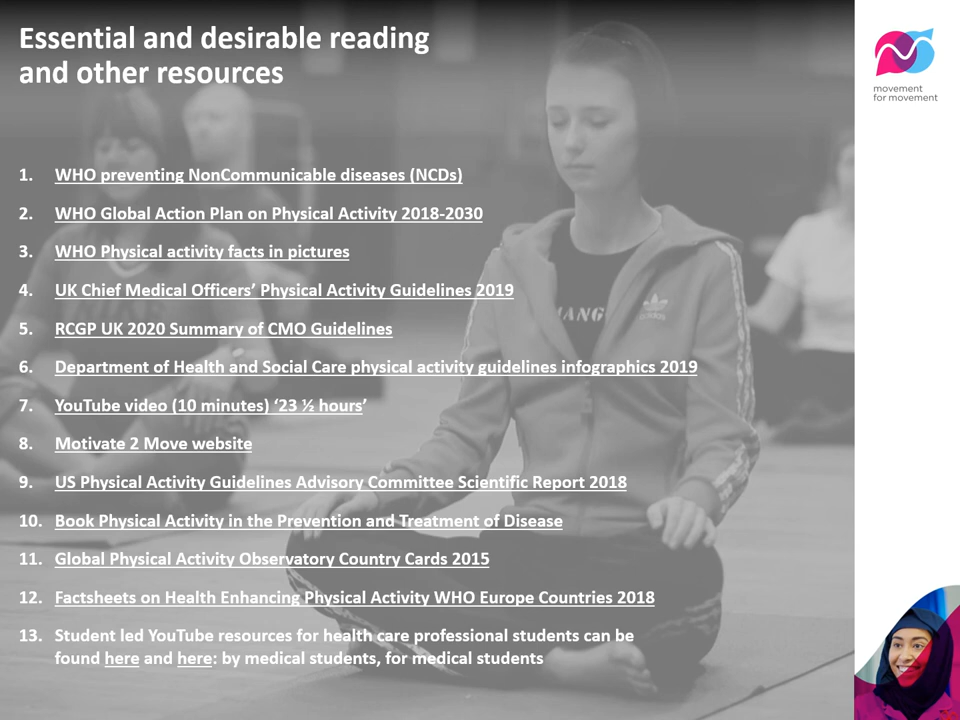 Essential and desirable reading
and other resources
movement
for movement
1. WHO preventing NonCommunicable diseases (NCDs)
2. WHO Global Action Plan on Physical Activity 2018-2030
3. WHO Physical activity facts in pictures
4. UK Chief Medical Officers’ Physical Activity Guidelines 2019
5. RCGP UK 2020 Summary of CMO Guidelines
6. Department of Health and Social Care physical activity guidelines infographics 2019
7. YouTube video (10 minutes) ‘23 ½ hours’
8. Motivate 2 Move website
9. US Physical Activity Guidelines Advisory Committee Scientific Report 2018
10. Book Physical Activity in the Prevention and Treatment of Disease
11. Global Physical Activity Observatory Country Cards 2015
12. Factsheets on Health Enhancing Physical Activity WHO Europe Countries 2018
13. Student led YouTube resources for health care professional students can be
found here and here: by medical students, for medical students